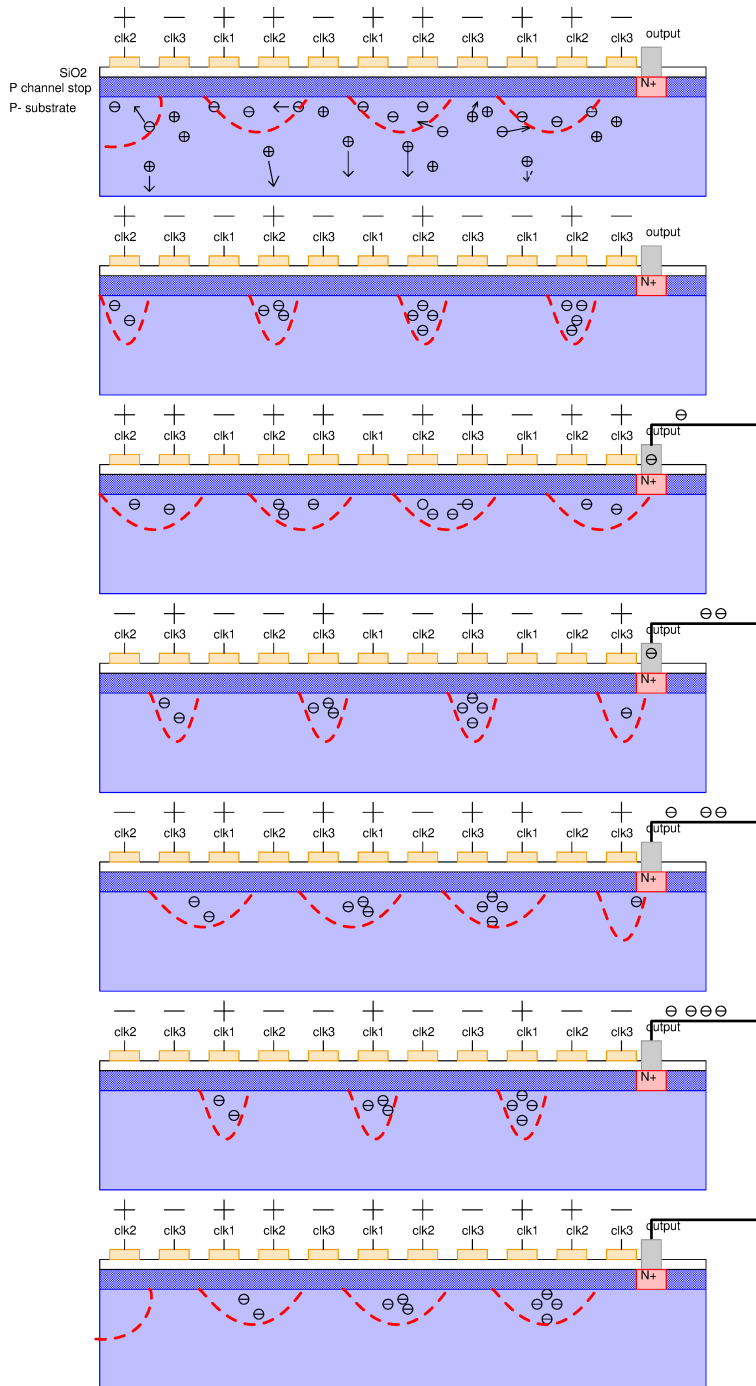 + − + + − + + − + + −
clk2 clk3 clk1 clk2 clk3 clk1 clk2 clk3 clk1 clk2 clk3 output
SiO2
P channel stop N+
P- substrate
+ − − + − − + − − + −
clk2 clk3 clk1 clk2 clk3 clk1 clk2 clk3 clk1 clk2 clk3 output
N+
+ + − + + − + + − + +
clk2 clk3 clk1 clk2 clk3 clk1 clk2 clk3 clk1 clk2 clk3 output
N+
− + − − + − − + − − +
clk2 clk3 clk1 clk2 clk3 clk1 clk2 clk3 clk1 clk2 clk3 output
N+
− + + − + + − + + − +
clk2 clk3 clk1 clk2 clk3 clk1 clk2 clk3 clk1 clk2 clk3 output
N+
− − + − − + − − + − −
clk2 clk3 clk1 clk2 clk3 clk1 clk2 clk3 clk1 clk2 clk3 output
N+
+ − + + − + + − + + −
clk2 clk3 clk1 clk2 clk3 clk1 clk2 clk3 clk1 clk2 clk3 output
N+